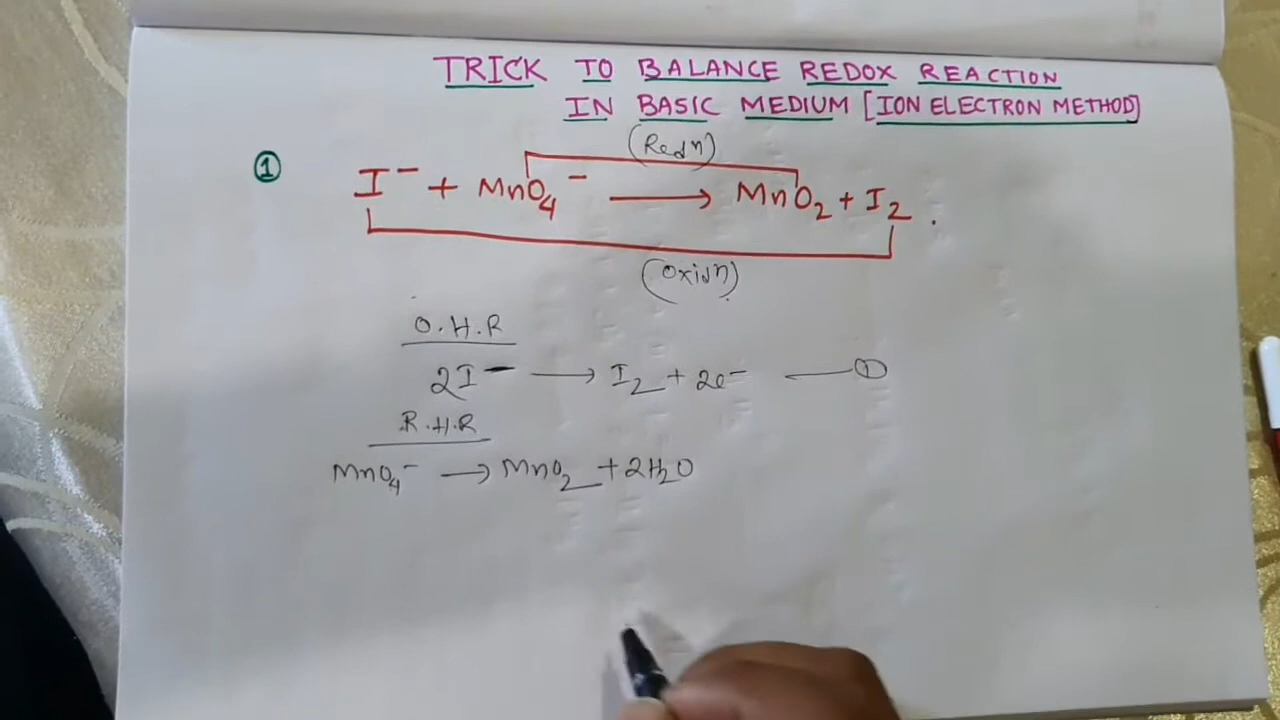 TRICK TO BALANCE REDOX REACTION
IN BASIC MEDIUM [ION ELECTRON METHOD]
(Redn)
① I⁻ + MnO₄⁻ → MnO₂ + I₂.
(Oxidn)
O.H.R
2I⁻ → I₂ + 2e⁻ — ①
R.H.R
MnO₄⁻ → MnO₂ + 2H₂O